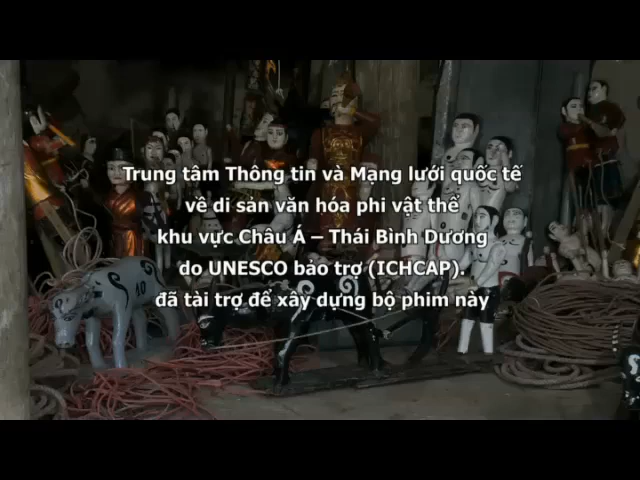 Trung tâm Thông tin và Mạng lưới quốc tế
về di sản văn hóa phi vật thể
khu vực Châu Á – Thái Bình Dương
do UNESCO bảo trợ (ICHCAP).
đã tài trợ để xây dựng bộ phim này